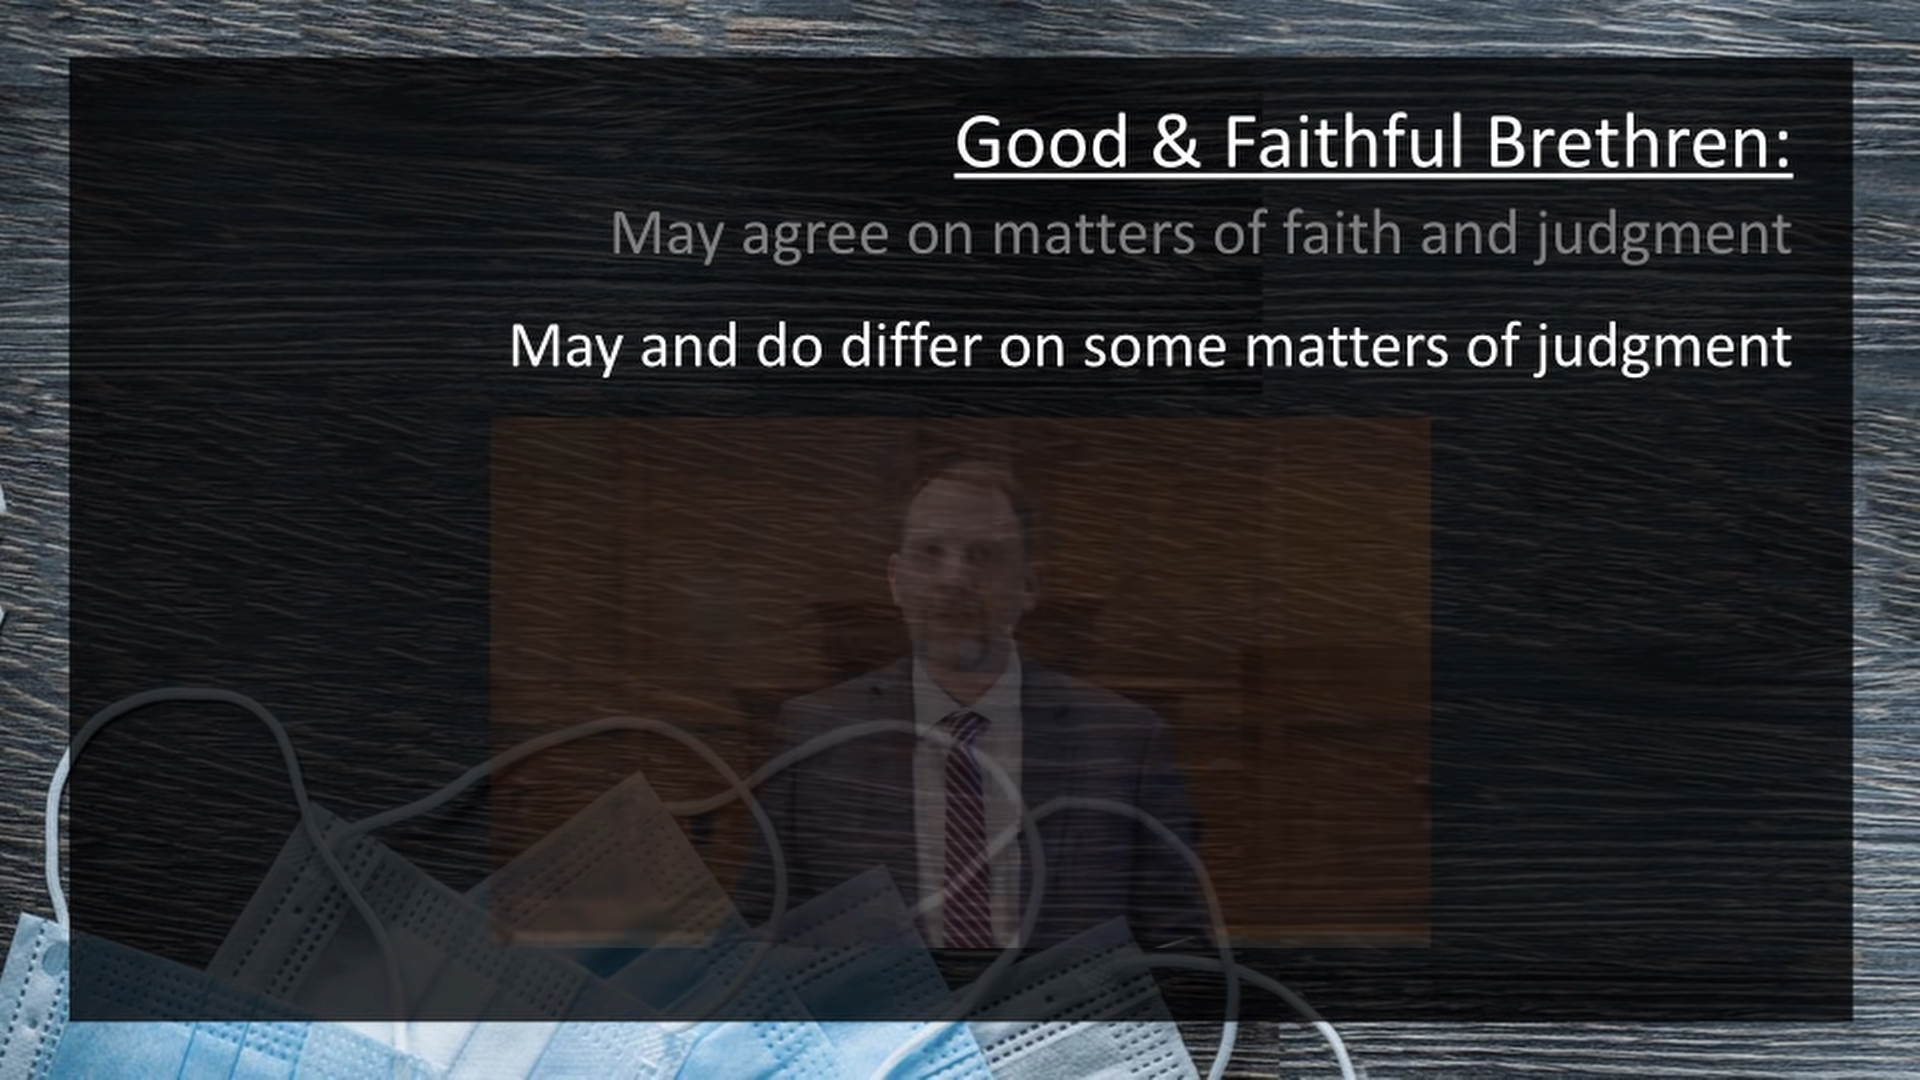 Good & Faithful Brethren:
May agree on matters of faith and judgment
May and do differ on some matters of judgment